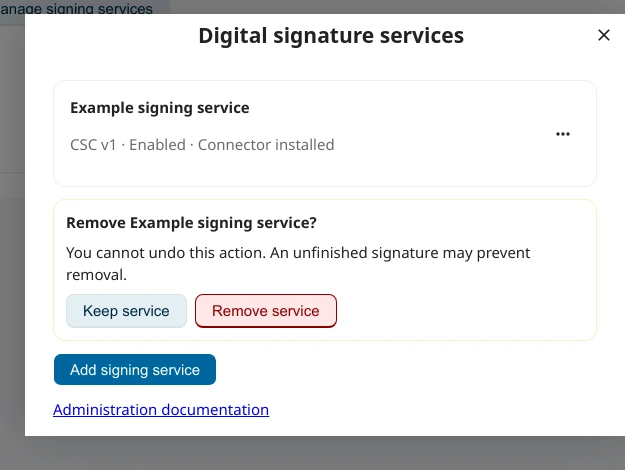 anage signing services
Digital signature services
Example signing service
CSC v1 · Enabled · Connector installed
Remove Example signing service?
You cannot undo this action. An unfinished signature may prevent
removal.
Keep service
Remove service
Add signing service
Administration documentation